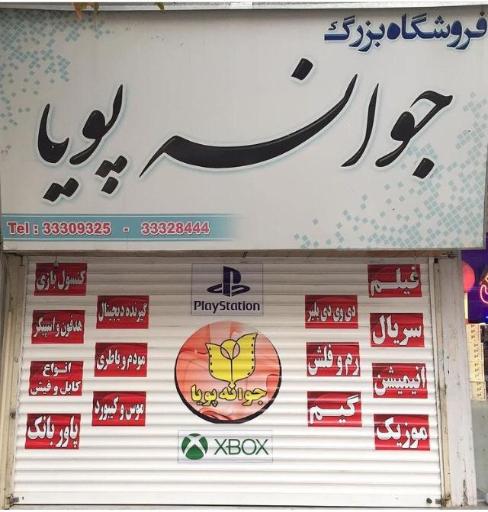 فروشگاه بزرگ
جوانه پویا
Tel : 33309325 - 33328444
فیلم
سریال
انیمیشن
موزیک
دی وی دی پلیر
رم و فلش
گیم
PlayStation
جوانه پویا
XBOX
گیرنده دیجیتال
مودم و باطری
موس و کیبورد
کنسول بازی
هدفون و اسپیکر
انواع
کابل و فیش
پاور بانک